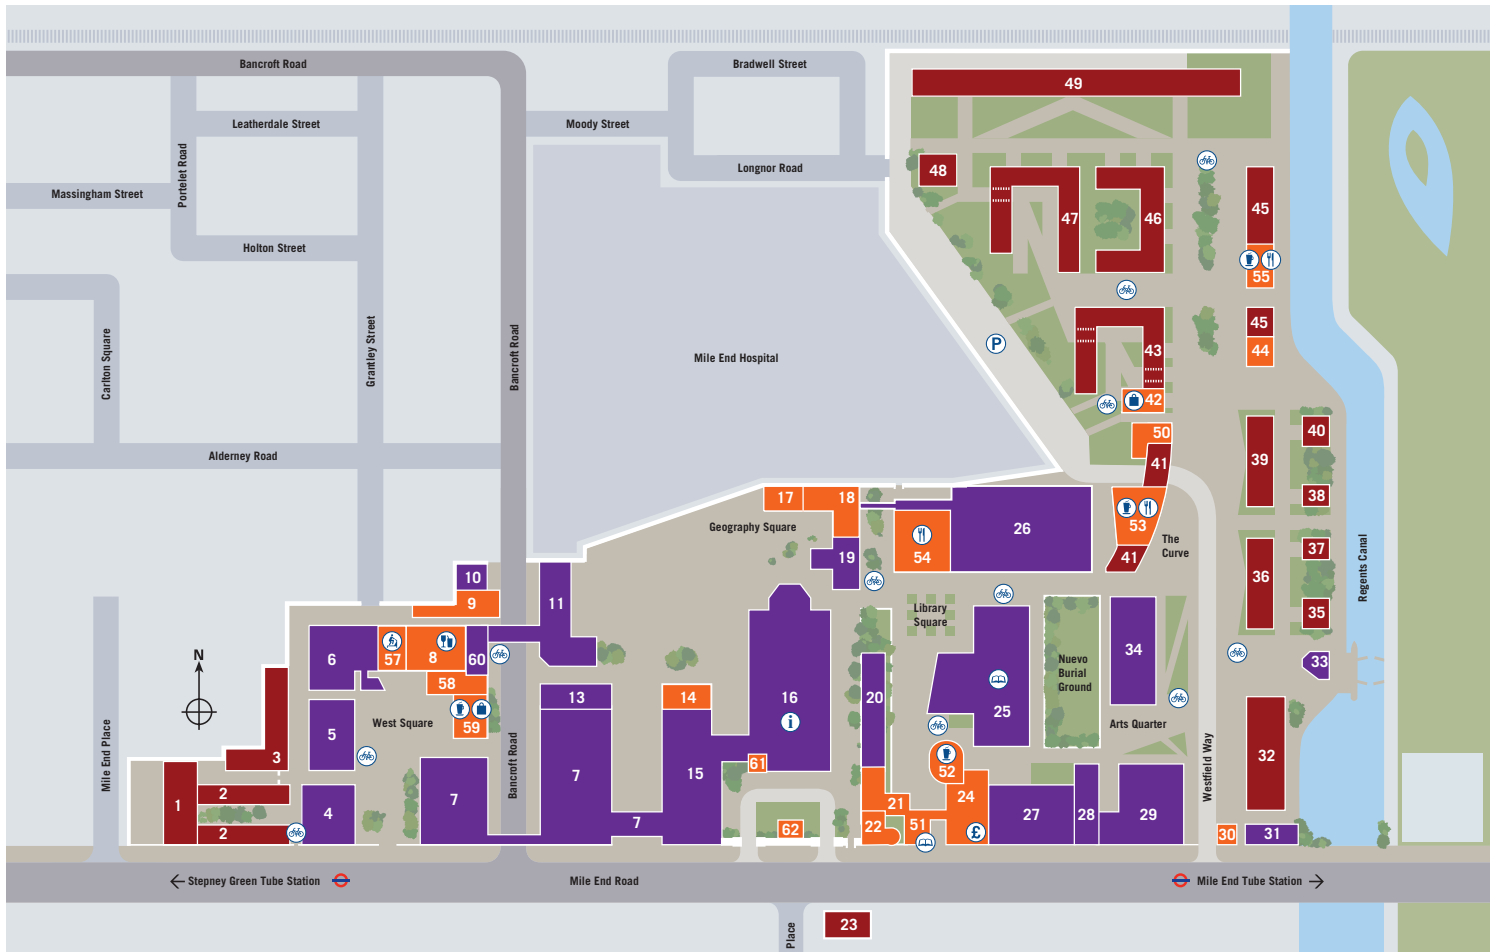 Bancroft Road
Bradwell Street
49
Leatherdale Street
Moody Street
Portelet Road
Longnor Road
48
Massingham Street
45
47
46
Holton Street
55
45
44
43
P
Carlton Square
Grantley Street
Bancroft Road
Mile End Hospital
42
50
40
41
39
Alderney Road
38
17
18
Geography Square
26
53
54
The
Curve
41
37
Regents Canal
19
36
10
9
11
Library
Square
35
6
57
8
60
58
N
34
33
Nuevo
Burial
Ground
13
14
16
i
20
25
West Square
59
5
Arts Quarter
Mile End Place
Bancroft Road
3
7
15
61
52
32
Westfield Way
1
2
2
4
7
7
62
21
22
51
24
£
27
28
29
30
31
Stepney Green Tube Station
Mile End Road
Mile End Tube Station
Place
23